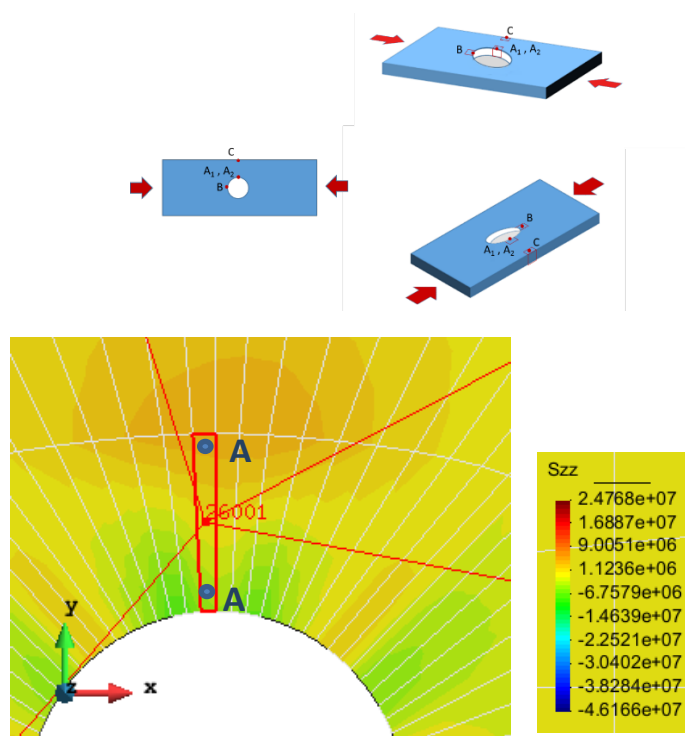 C
B
A1 , A2
C
A1 , A2
B
B
C
A1 , A2
A
26001
A
y
z
x
Szz
2.4768e+07
1.6887e+07
9.0051e+06
1.1236e+06
-6.7579e+06
-1.4639e+07
-2.2521e+07
-3.0402e+07
-3.8284e+07
-4.6166e+07